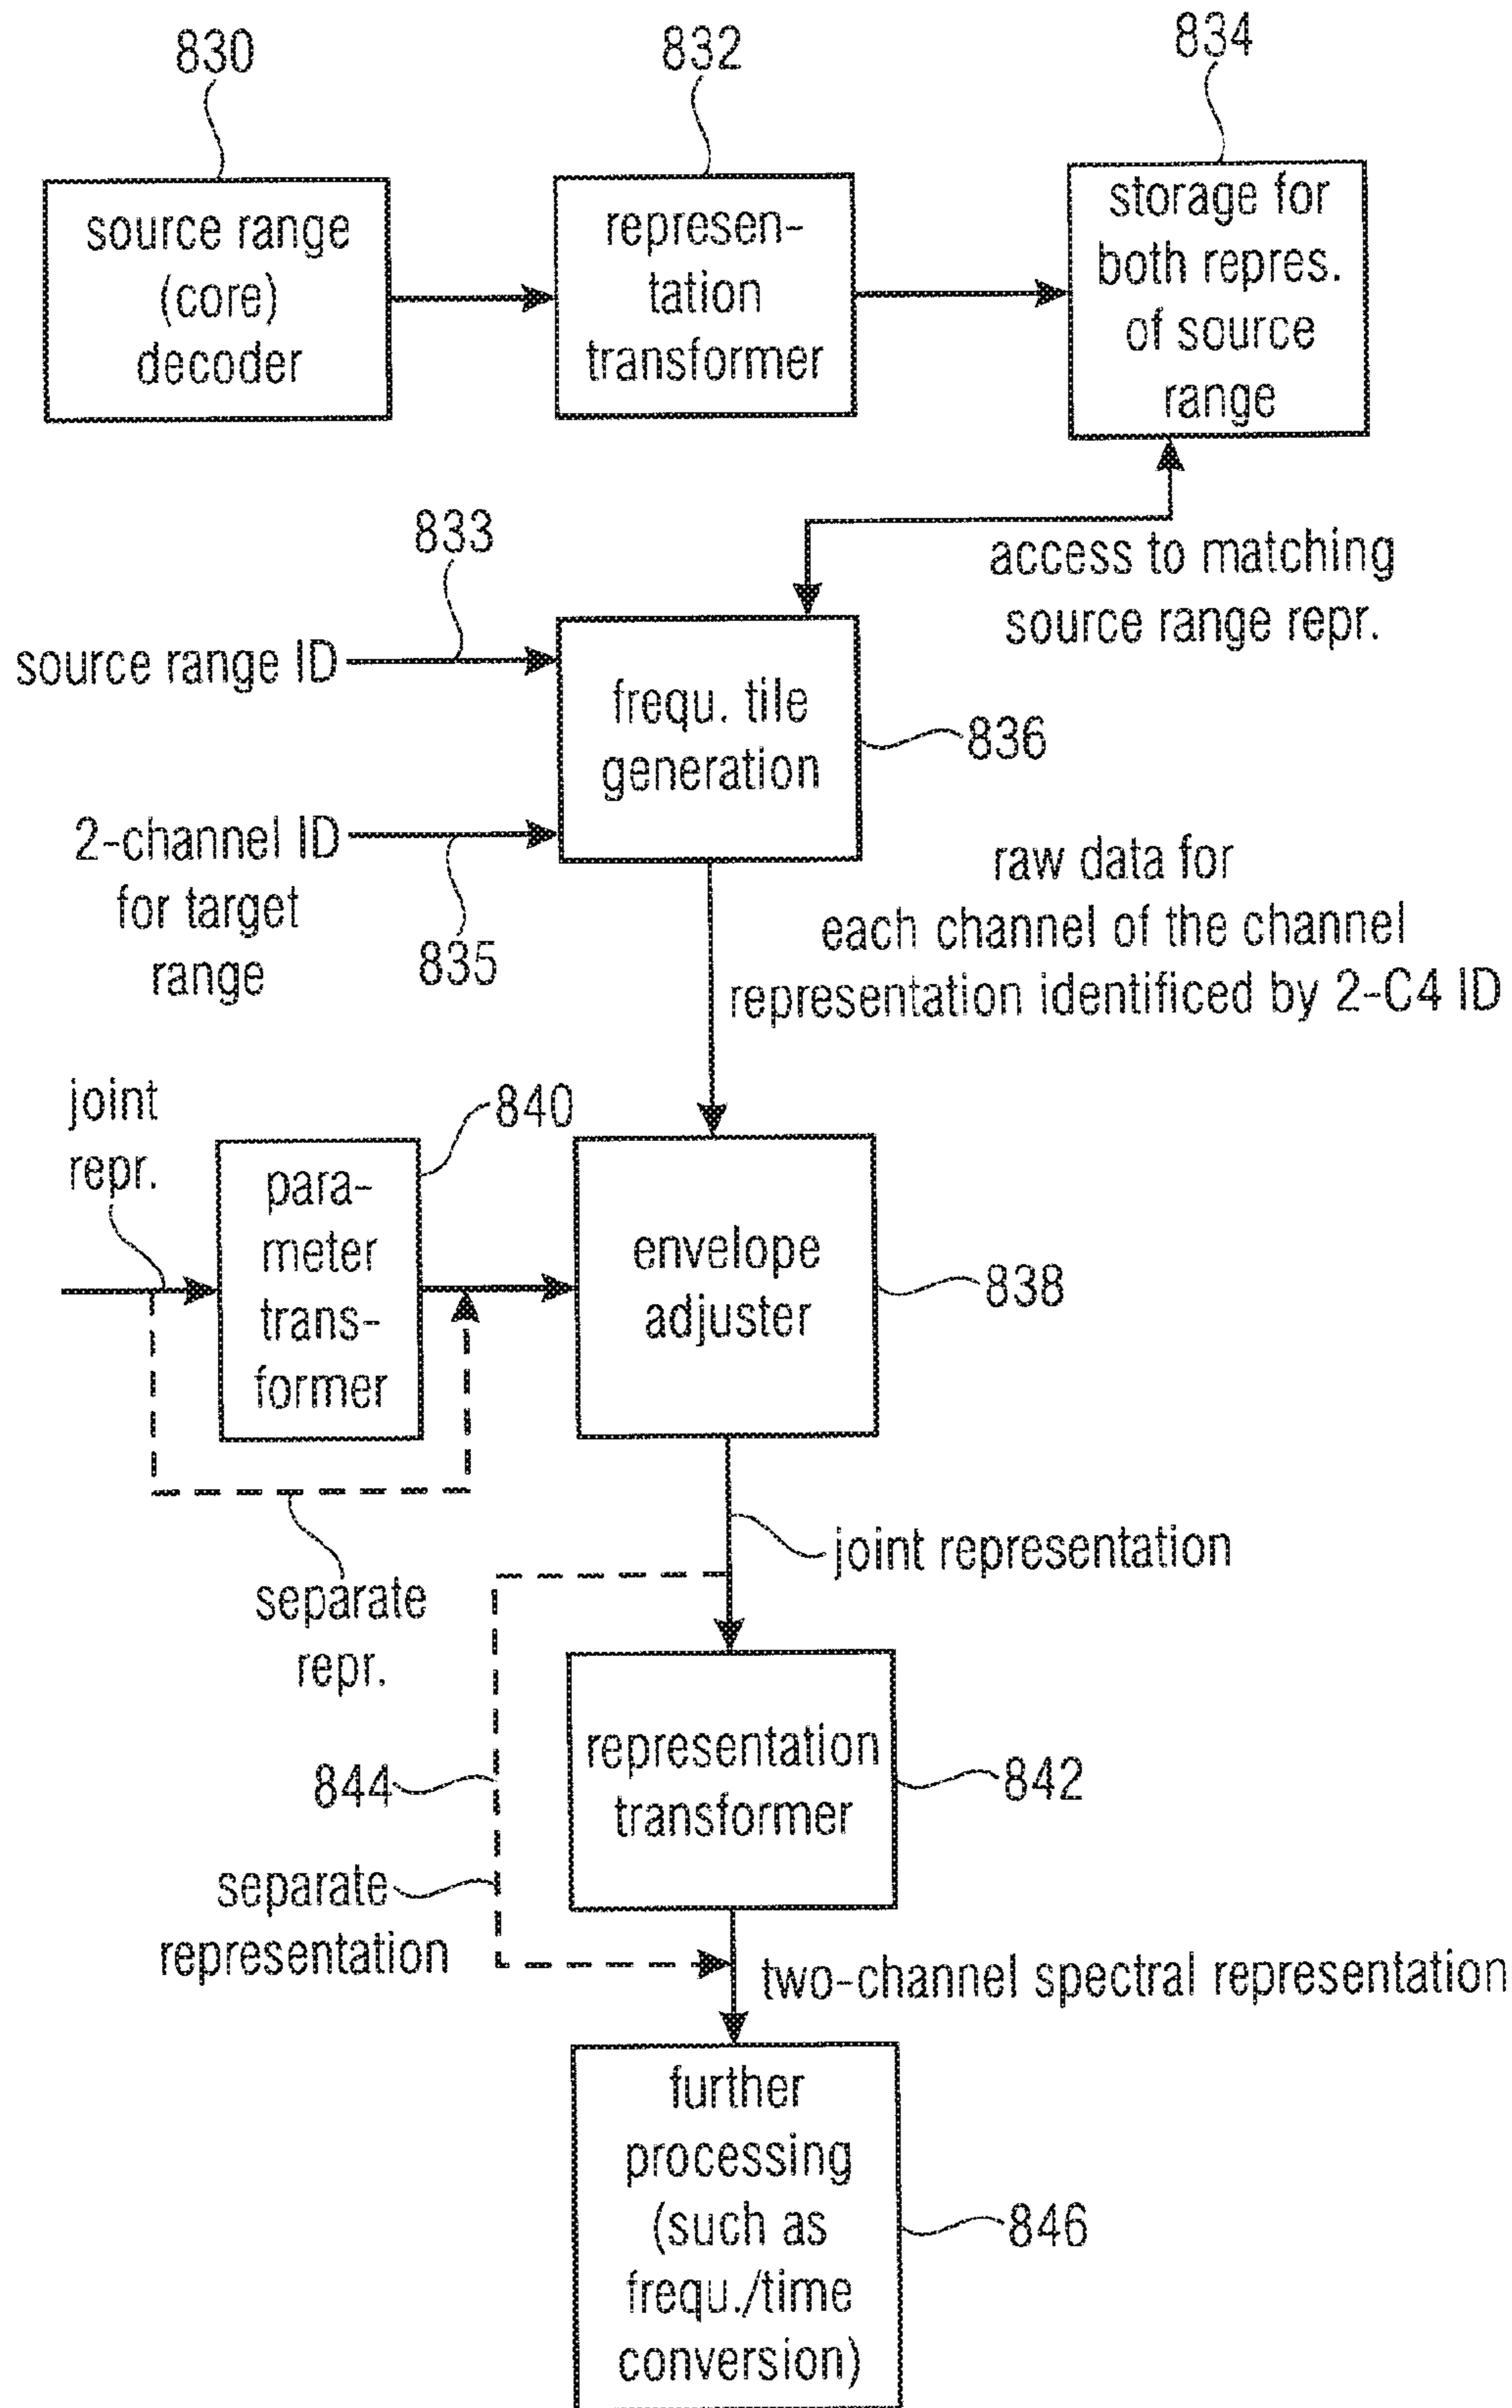 830
832
834
source range
(core)
decoder
represen-
tation
transformer
storage for
both repres.
of source
range
833
access to matching
source range repr.
source range ID
frequ. tile
generation
836
2-channel ID
for target
range
835
raw data for
each channel of the channel
representation identificed by 2-C4 ID
joint
repr.
840
para-
meter
trans-
former
envelope
adjuster
838
separate
repr.
joint representation
representation
transformer
842
844
separate
representation
two-channel spectral representation
further
processing
(such as
frequ./time
conversion)
846